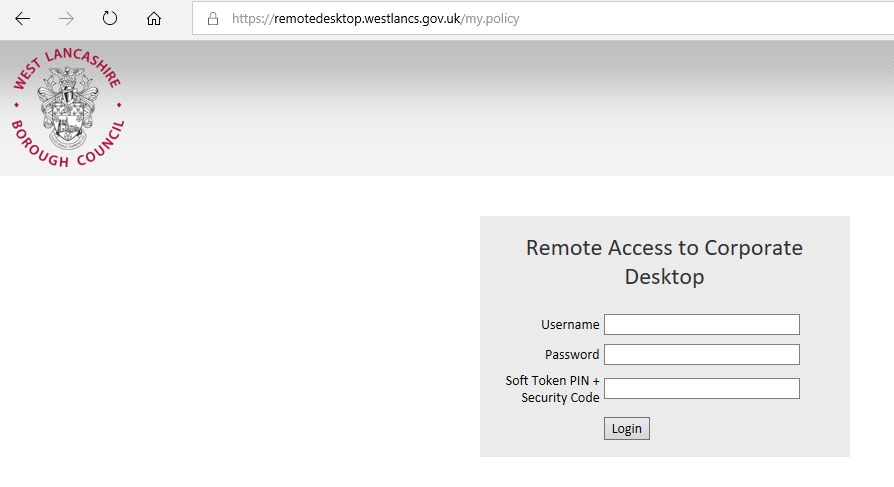 https://remotedesktop.westlancs.gov.uk/my.policy
WEST LANCASHIRE
BOROUGH COUNCIL
Remote Access to Corporate
Desktop
Username
Password
Soft Token PIN +
Security Code
Login